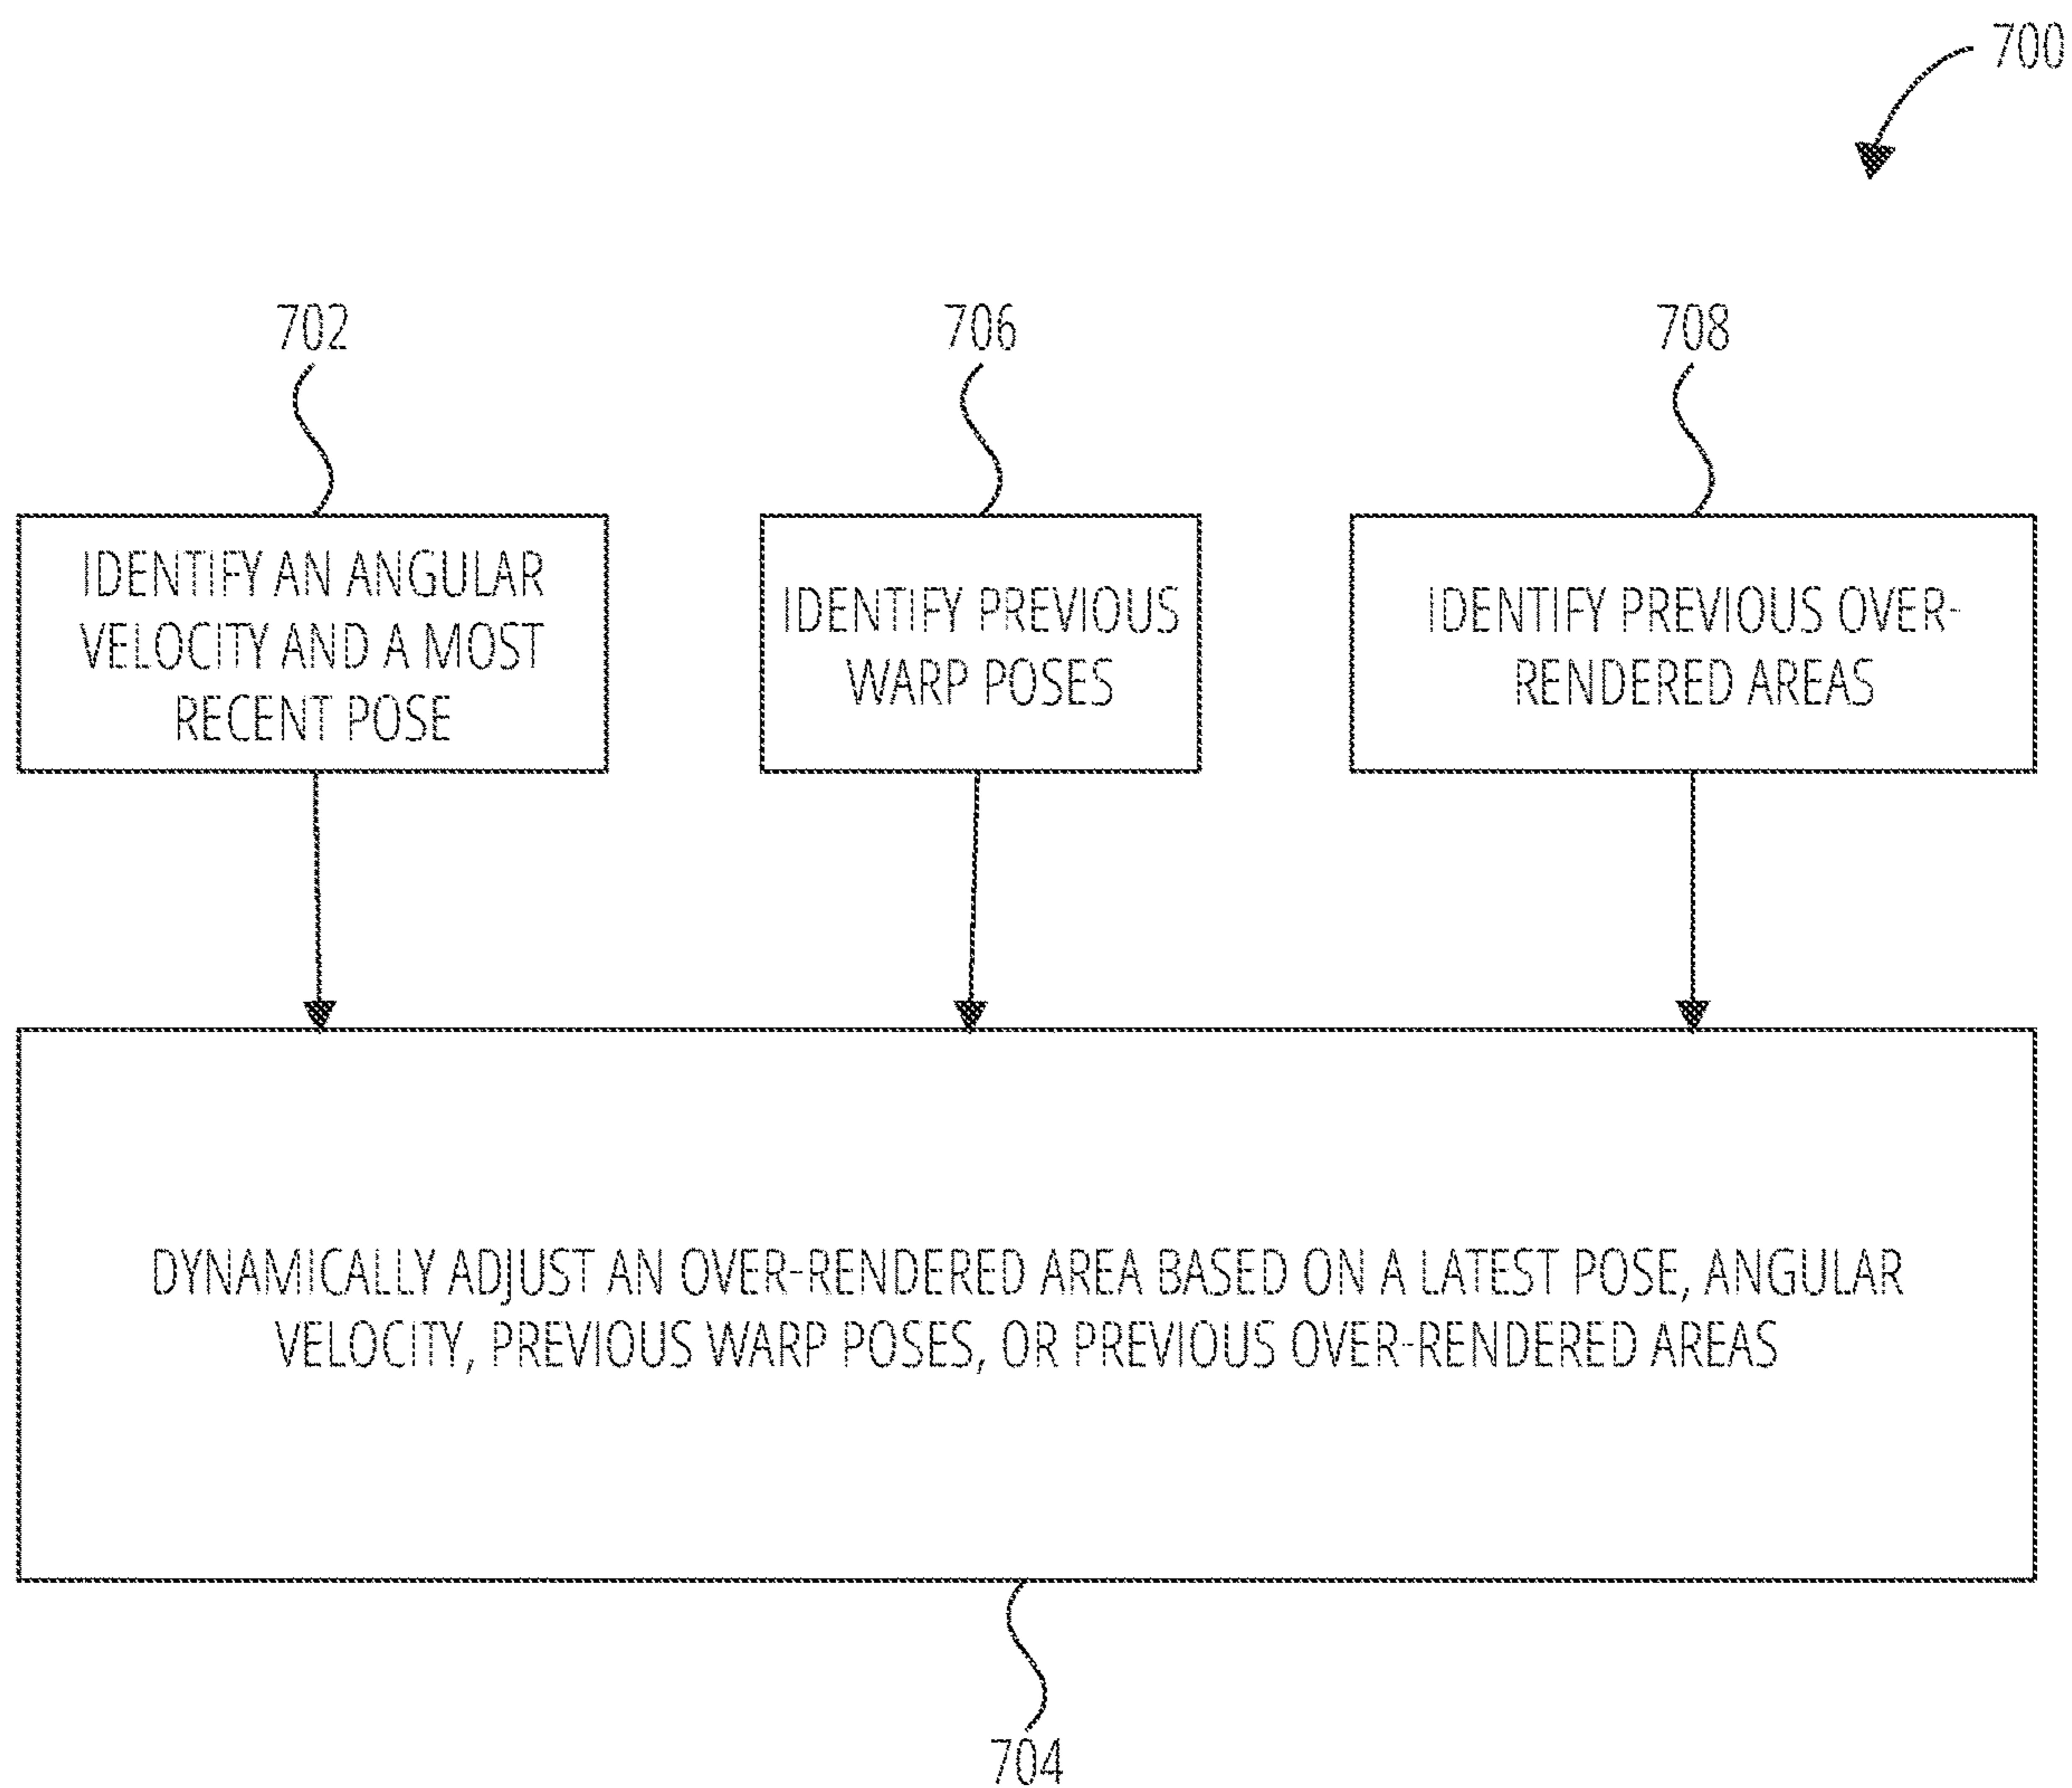 700
702
706
708
IDENTIFY AN ANGULAR
VELOCITY AND A MOST
RECENT POSE
IDENTIFY PREVIOUS
WARP POSES
IDENTIFY PREVIOUS OVER-
RENDERED AREAS
DYNAMICALLY ADJUST AN OVER-RENDERED AREA BASED ON A LATEST POSE, ANGULAR
VELOCITY, PREVIOUS WARP POSES, OR PREVIOUS OVER-RENDERED AREAS
704